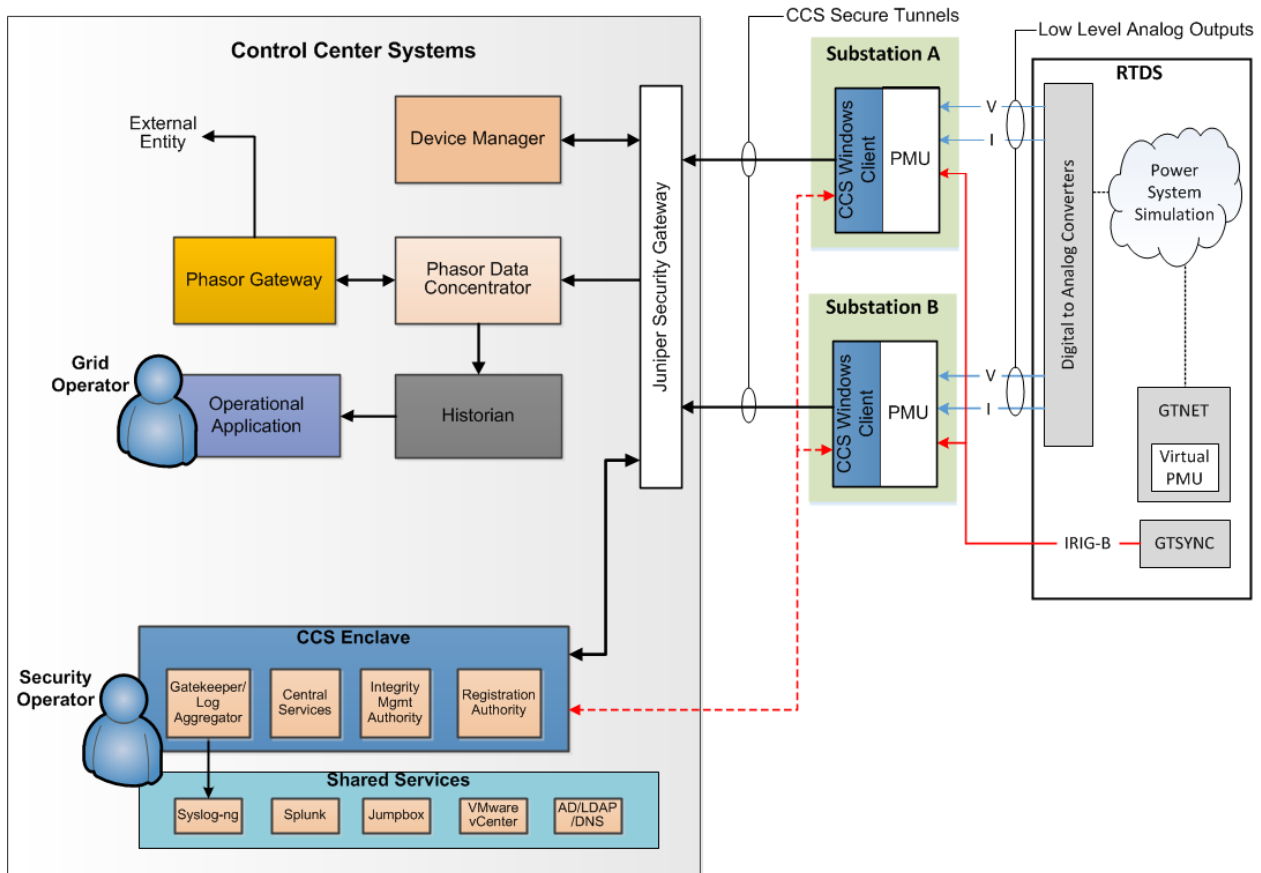 CCS Secure Tunnels
Low Level Analog Outputs
Control Center Systems
External
Entity
Device Manager
Phasor Gateway
Phasor Data
Concentrator
Grid
Operator
Operational
Application
Historian
Juniper Security Gateway
Substation A
CCS Windows
Client
PMU
V
I
Substation B
CCS Windows
Client
PMU
V
I
RTDS
Digital to Analog Converters
Power
System
Simulation
GTNET
Virtual
PMU
IRIG-B
GTSYNC
CCS Enclave
Security
Operator
Gatekeeper/
Log
Aggregator
Central
Services
Integrity
Mgmt
Authority
Registration
Authority
Shared Services
Syslog-ng
Splunk
Jumpbox
VMware
vCenter
AD/LDAP
/DNS